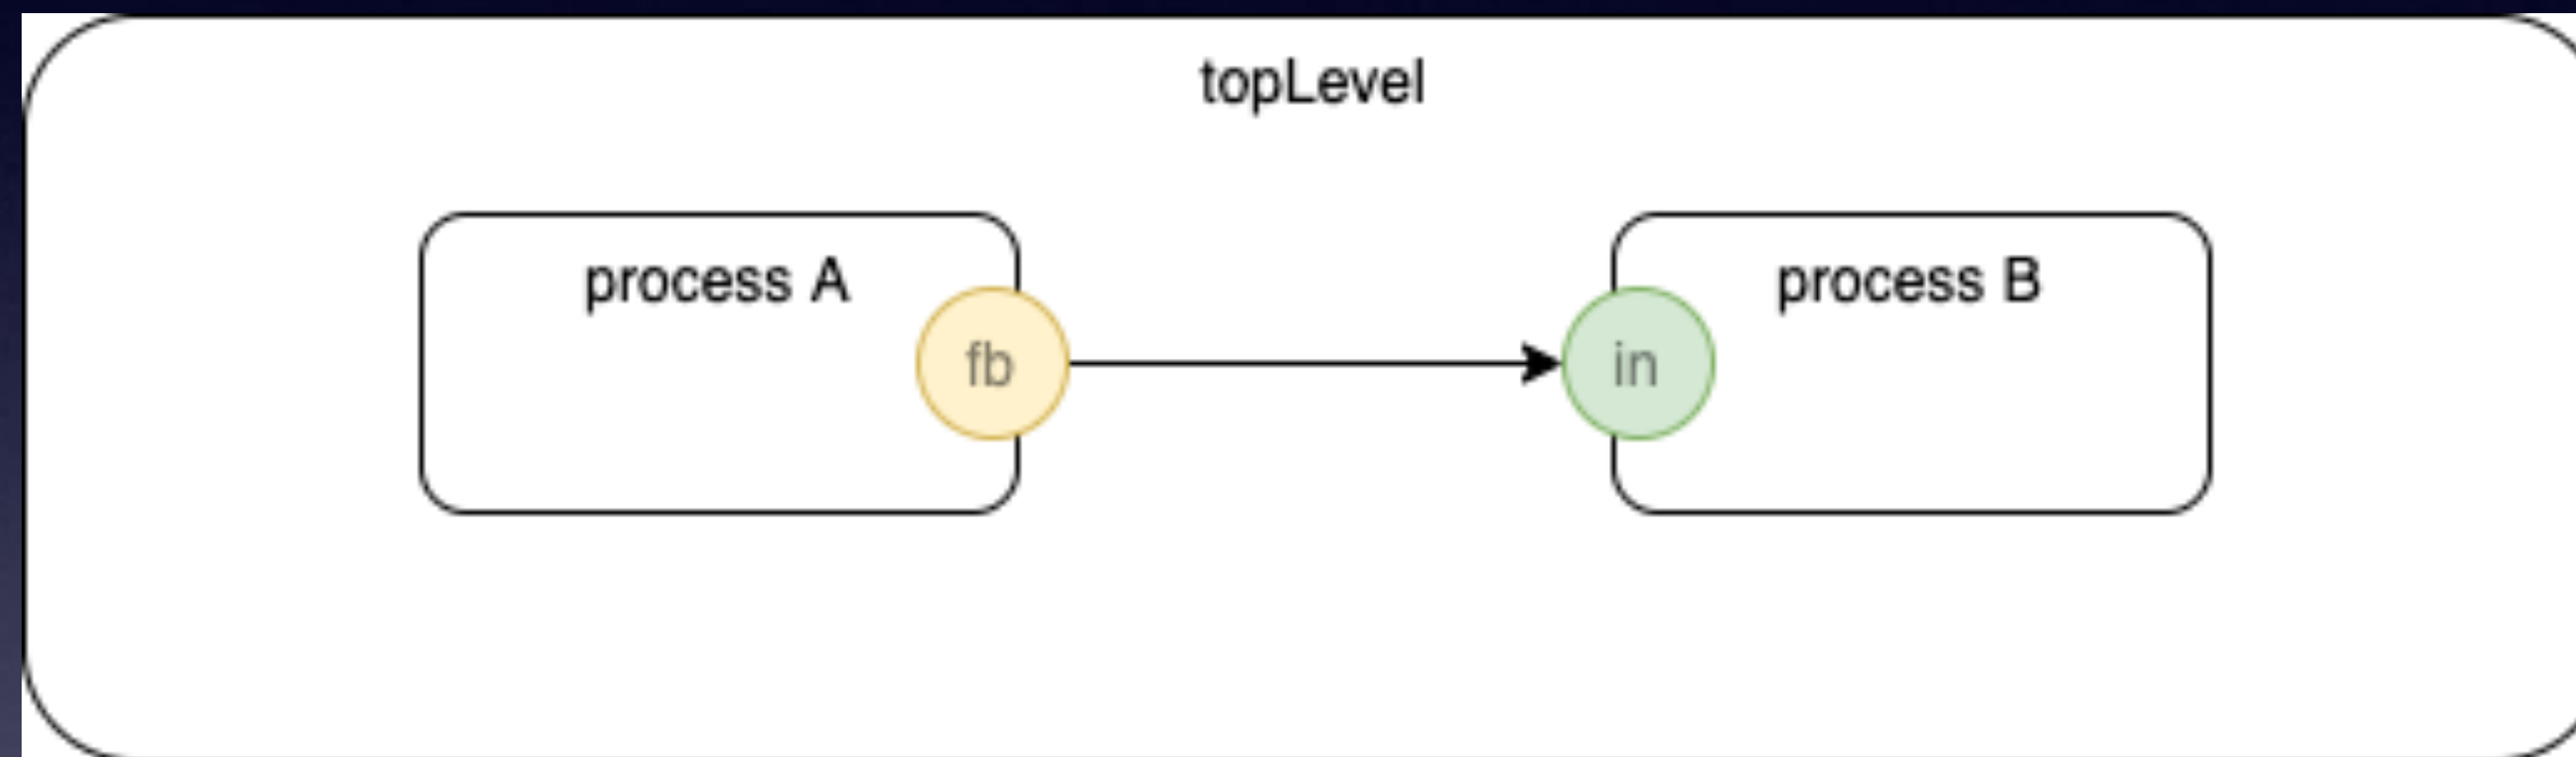 topLevel
process A
process B
fb
in